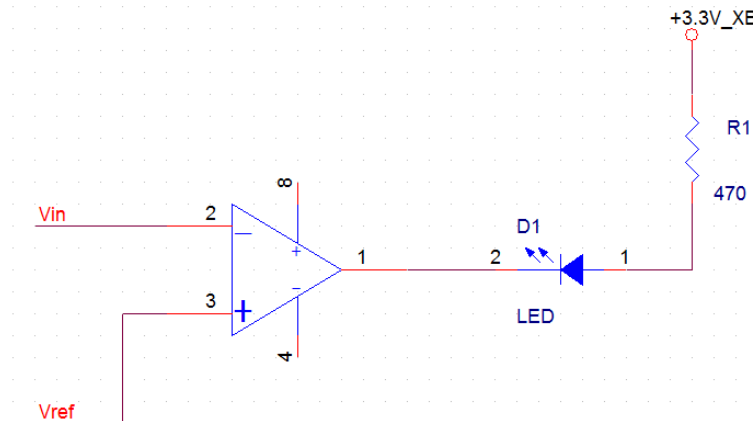 +3.3V_XE
R1
470
8
Vin
2
−
+
1
D1
2
1
−
3
+
LED
4
Vref